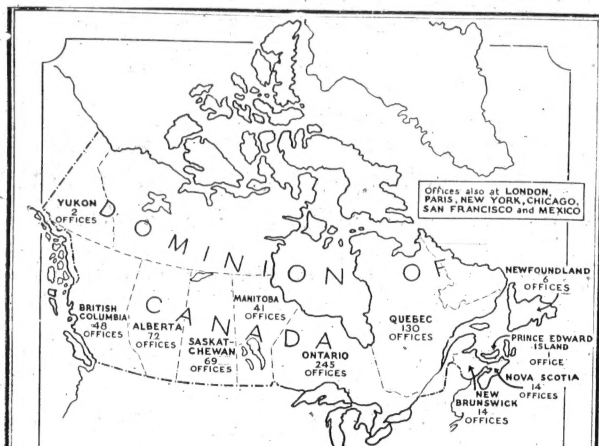 Offices also at LONDON,
PARIS, NEW YORK, CHICAGO,
SAN FRANCISCO and MEXICO
YUKON
2
OFFICES
DOMINION OF
CANADA
BRITISH
COLUMBIA
48
OFFICES
ALBERTA
72
OFFICES
SASKAT-
CHEWAN
69
OFFICES
MANITOBA
41
OFFICES
ONTARIO
245
OFFICES
QUEBEC
130
OFFICES
NEWFOUNDLAND
6
OFFICES
PRINCE EDWARD
ISLAND
1
OFFICE
NOVA SCOTIA
14
OFFICES
NEW
BRUNSWICK
14
OFFICES